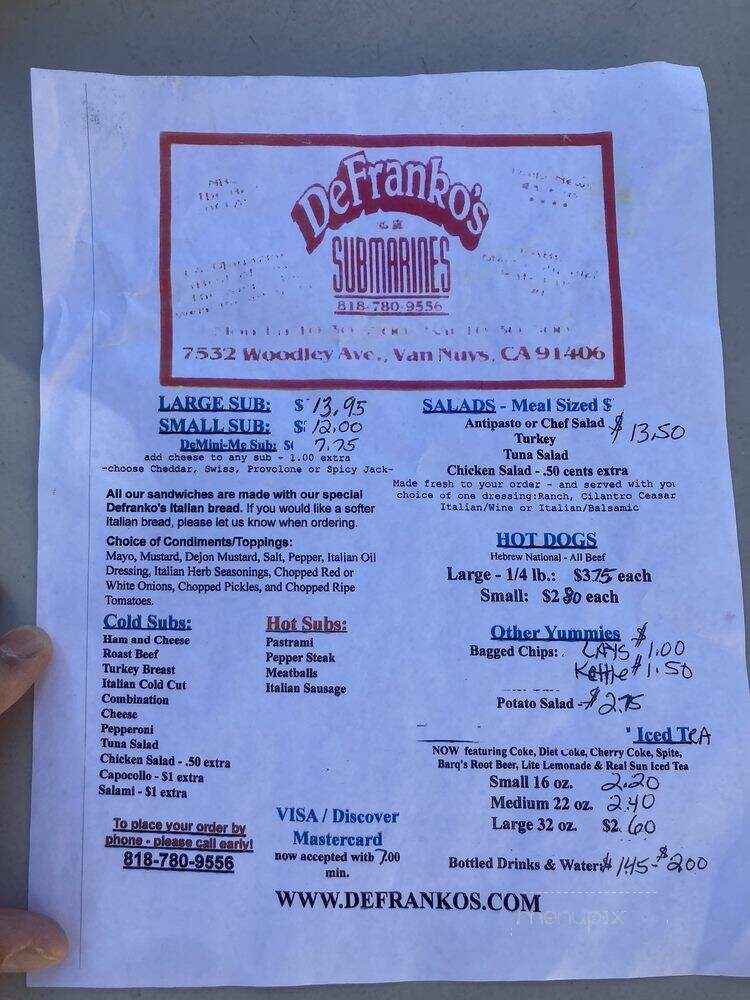 DeFranko's
SUBMARINES
818-780-9556
7532 Woodley Ave., Van Nuys, CA 91406
LARGE SUB: $ 13.95
SMALL SUB: $ 12.00
DeMini-Me Sub: $ 7.75
add cheese to any sub - 1.00 extra
-choose Cheddar, Swiss, Provolone or Spicy Jack-
All our sandwiches are made with our special
Defranko's Italian bread. If you would like a softer
Italian bread, please let us know when ordering.
Choice of Condiments/Toppings:
Mayo, Mustard, Dejon Mustard, Salt, Pepper, Italian Oil
Dressing, Italian Herb Seasonings, Chopped Red or
White Onions, Chopped Pickles, and Chopped Ripe
Tomatoes.
Cold Subs:
Ham and Cheese
Roast Beef
Turkey Breast
Italian Cold Cut
Combination
Cheese
Pepperoni
Tuna Salad
Chicken Salad - .50 extra
Capocollo - $1 extra
Salami - $1 extra
Hot Subs:
Pastrami
Pepper Steak
Meatballs
Italian Sausage
To place your order by
phone - please call early!
818-780-9556
VISA / Discover
Mastercard
now accepted with 7.00
min.
SALADS - Meal Sized $
Antipasto or Chef Salad $ 13.50
Turkey
Tuna Salad
Chicken Salad - .50 cents extra
Made fresh to your order - and served with you
choice of one dressing:Ranch, Cilantro Ceasar
Italian/Wine or Italian/Balsamic
HOT DOGS
Hebrew National - All Beef
Large - 1/4 lb.: $3.75 each
Small: $2.80 each
Other Yummies $
Bagged Chips: LAYS 1.00
Kettle $1.50
Potato Salad - $2.75
Iced TeA
NOW featuring Coke, Diet Coke, Cherry Coke, Spite,
Barq's Root Beer, Lite Lemonade & Real Sun Iced Tea
Small 16 oz. 2.20
Medium 22 oz. 2.40
Large 32 oz. $2.60
Bottled Drinks & Water: $1.45-$2.00
WWW.DEFRANKOS.COM
menupix